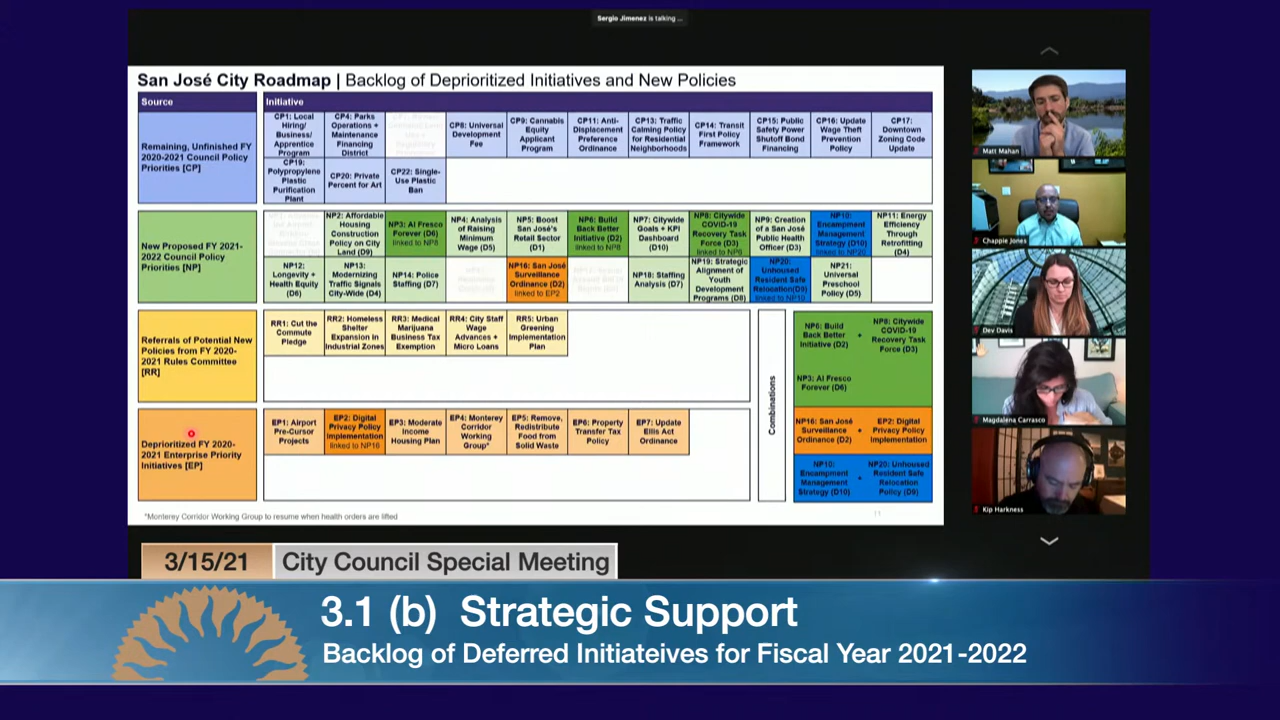 Sergio Jimenez is talking ...
San José City Roadmap | Backlog of Deprioritized Initiatives and New Policies
Source
Initiative
Remaining, Unfinished FY
2020-2021 Council Policy
Priorities [CP]
CP1: Local
Hiring/
Business/
Apprentice
Program
CP4: Parks
Operations +
Maintenance
Financing
District
CP8: Universal
Development
Fee
CP9: Cannabis
Equity
Applicant
Program
CP11: Anti-
Displacement
Preference
Ordinance
CP13: Traffic
Calming Policy
for Residential
Neighborhoods
CP14: Transit
First Policy
Framework
CP15: Public
Safety Power
Shutoff Bond
Financing
CP16: Update
Wage Theft
Prevention
Policy
CP17:
Downtown
Zoning Code
Update
CP19:
Polypropylene
Plastic
Purification
Plant
CP20: Private
Percent for Art
CP22: Single-
Use Plastic
Ban
New Proposed FY 2021-
2022 Council Policy
Priorities [NP]
NP2: Affordable
Housing
Construction
Policy on City
Land (D9)
NP3: Al Fresco
Forever (D6)
linked to NP8
NP4: Analysis
of Raising
Minimum
Wage (D5)
NP5: Boost
San José's
Retail Sector
(D1)
NP6: Build
Back Better
Initiative (D2)
linked to NP8
NP7: Citywide
Goals + KPI
Dashboard
(D10)
NP8: Citywide
COVID-19
Recovery Task
Force (D3)
linked to NP6
NP9: Creation
of a San José
Public Health
Officer (D3)
NP10:
Encampment
Management
Strategy (D10)
linked to NP20
NP11: Energy
Efficiency
Through
Retrofitting
(D4)
NP12:
Longevity +
Health Equity
(D6)
NP13:
Modernizing
Traffic Signals
City-Wide (D4)
NP14: Police
Staffing (D7)
NP16: San José
Surveillance
Ordinance (D2)
linked to EP2
NP18: Staffing
Analysis (D7)
NP19: Strategic
Alignment of
Youth
Development
Programs (D8)
NP20:
Unhoused
Resident Safe
Relocation(D9)
linked to NP10
NP21:
Universal
Preschool
Policy (D5)
Referrals of Potential New
Policies from FY 2020-
2021 Rules Committee
[RR]
RR1: Cut the
Commute
Pledge
RR2: Homeless
Shelter
Expansion in
Industrial Zones
RR3: Medical
Marijuana
Business Tax
Exemption
RR4: City Staff
Wage
Advances +
Micro Loans
RR5: Urban
Greening
Implementation
Plan
Deprioritized FY 2020-
2021 Enterprise Priority
Initiatives [EP]
EP1: Airport
Pre-Cursor
Projects
EP2: Digital
Privacy Policy
Implementation
linked to NP16
EP3: Moderate
Income
Housing Plan
EP4: Monterey
Corridor
Working
Group*
EP5: Remove,
Redistribute
Food from
Solid Waste
EP6: Property
Transfer Tax
Policy
EP7: Update
Ellis Act
Ordinance
Combinations
NP6: Build
Back Better
Initiative (D2)
+
NP8: Citywide
COVID-19
Recovery Task
Force (D3)
NP3: Al Fresco
Forever (D6)
NP16: San José
Surveillance
Ordinance (D2)
+
EP2: Digital
Privacy Policy
Implementation
NP10:
Encampment
Management
Strategy (D10)
+
NP20: Unhoused
Resident Safe
Relocation
Policy (D9)
*Monterey Corridor Working Group to resume when health orders are lifted
Matt Mahan
Chappie Jones
Dev Davis
Magdalena Carrasco
Kip Harkness
3/15/21
City Council Special Meeting
3.1 (b) Strategic Support
Backlog of Deferred Initiateives for Fiscal Year 2021-2022